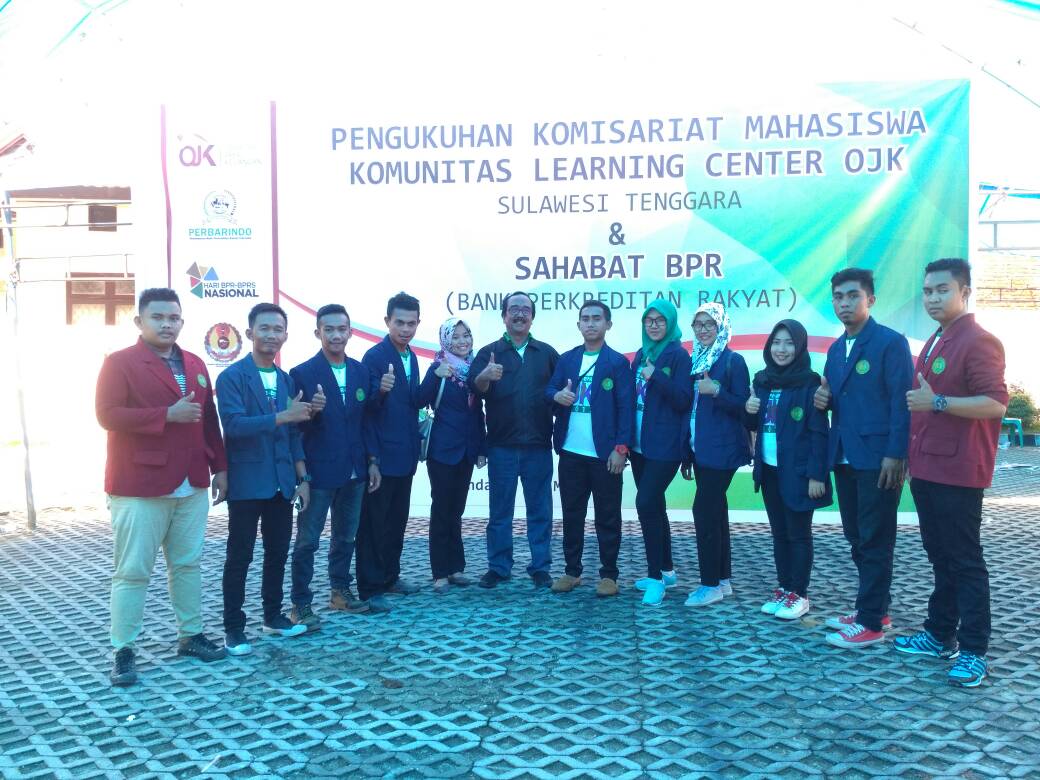 PENGUKUHAN KOMISARIAT MAHASISWA
KOMUNITAS LEARNING CENTER OJK
SULAWESI TENGGARA
&
SAHABAT BPR
(BANK PERKREDITAN RAKYAT)
OJK
PERBARINDO
HARI BPR-BPRS
NASIONAL